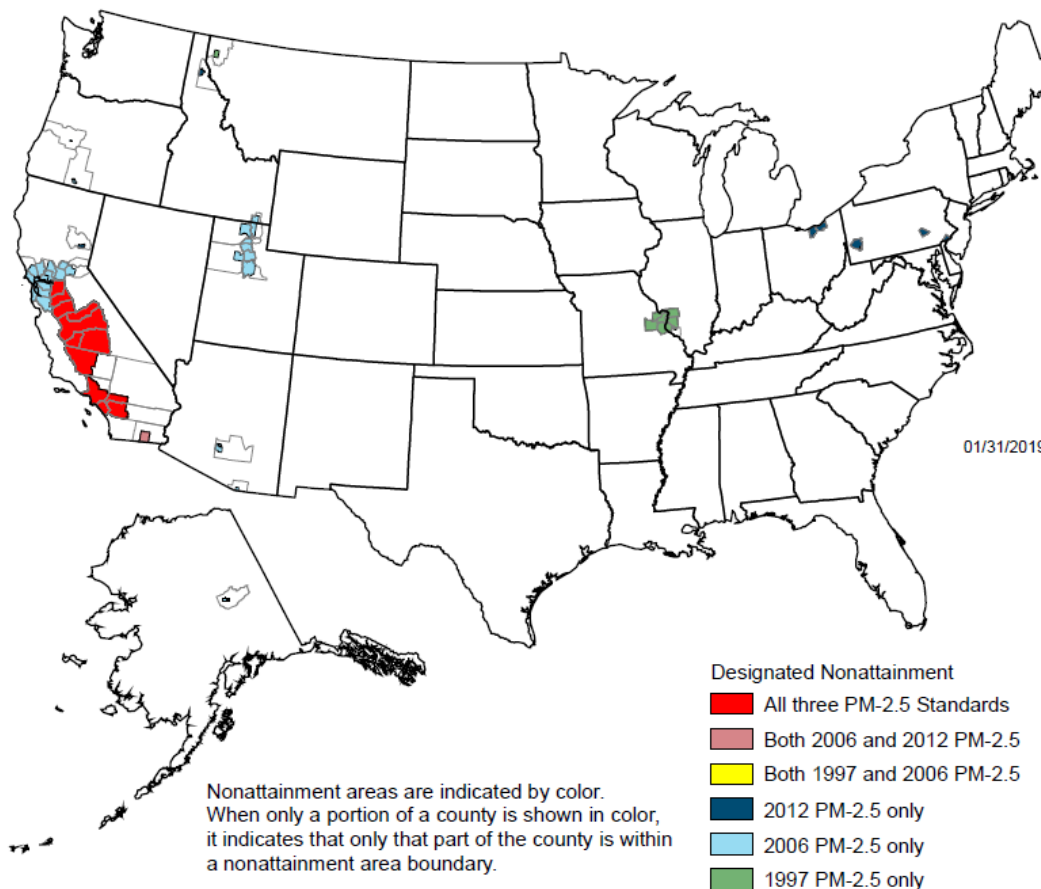 01/31/2019
Designated Nonattainment
All three PM-2.5 Standards
Both 2006 and 2012 PM-2.5
Both 1997 and 2006 PM-2.5
2012 PM-2.5 only
2006 PM-2.5 only
1997 PM-2.5 only
Nonattainment areas are indicated by color.
When only a portion of a county is shown in color,
it indicates that only that part of the county is within
a nonattainment area boundary.